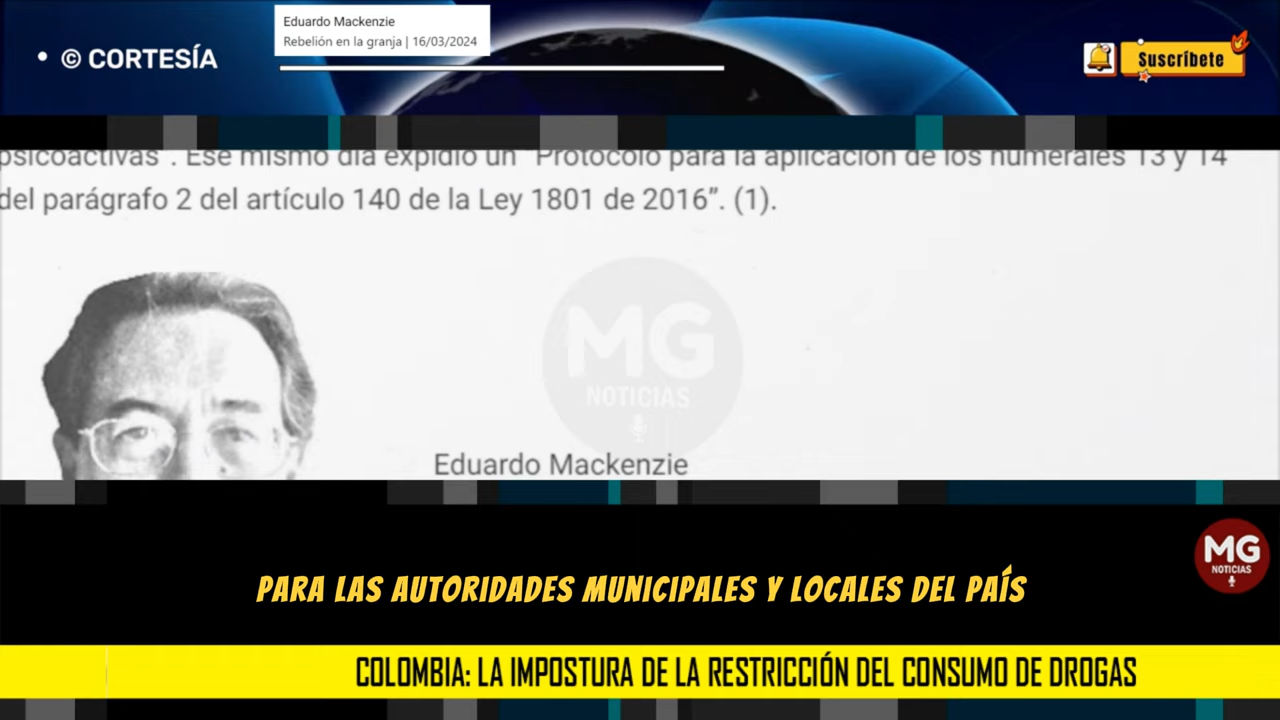 Eduardo Mackenzie
Rebelión en la granja | 16/03/2024
• © CORTESÍA
Suscríbete
psicoactivas". Ese mismo día expidió un "Protocolo para la aplicación de los numerales 13 y 14
del parágrafo 2 del artículo 140 de la Ley 1801 de 2016”. (1).
MG
NOTICIAS
Eduardo Mackenzie
MG
NOTICIAS
PARA LAS AUTORIDADES MUNICIPALES Y LOCALES DEL PAÍS
COLOMBIA: LA IMPOSTURA DE LA RESTRICCIÓN DEL CONSUMO DE DROGAS